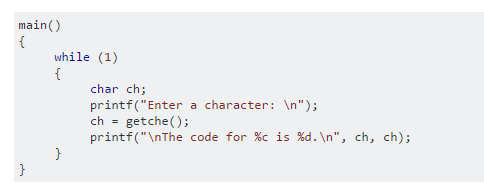 main()
{
while (1)
{
char ch;
printf("Enter a character: \n");
ch = getche();
printf("\nThe code for %c is %d.\n", ch, ch);
}
}